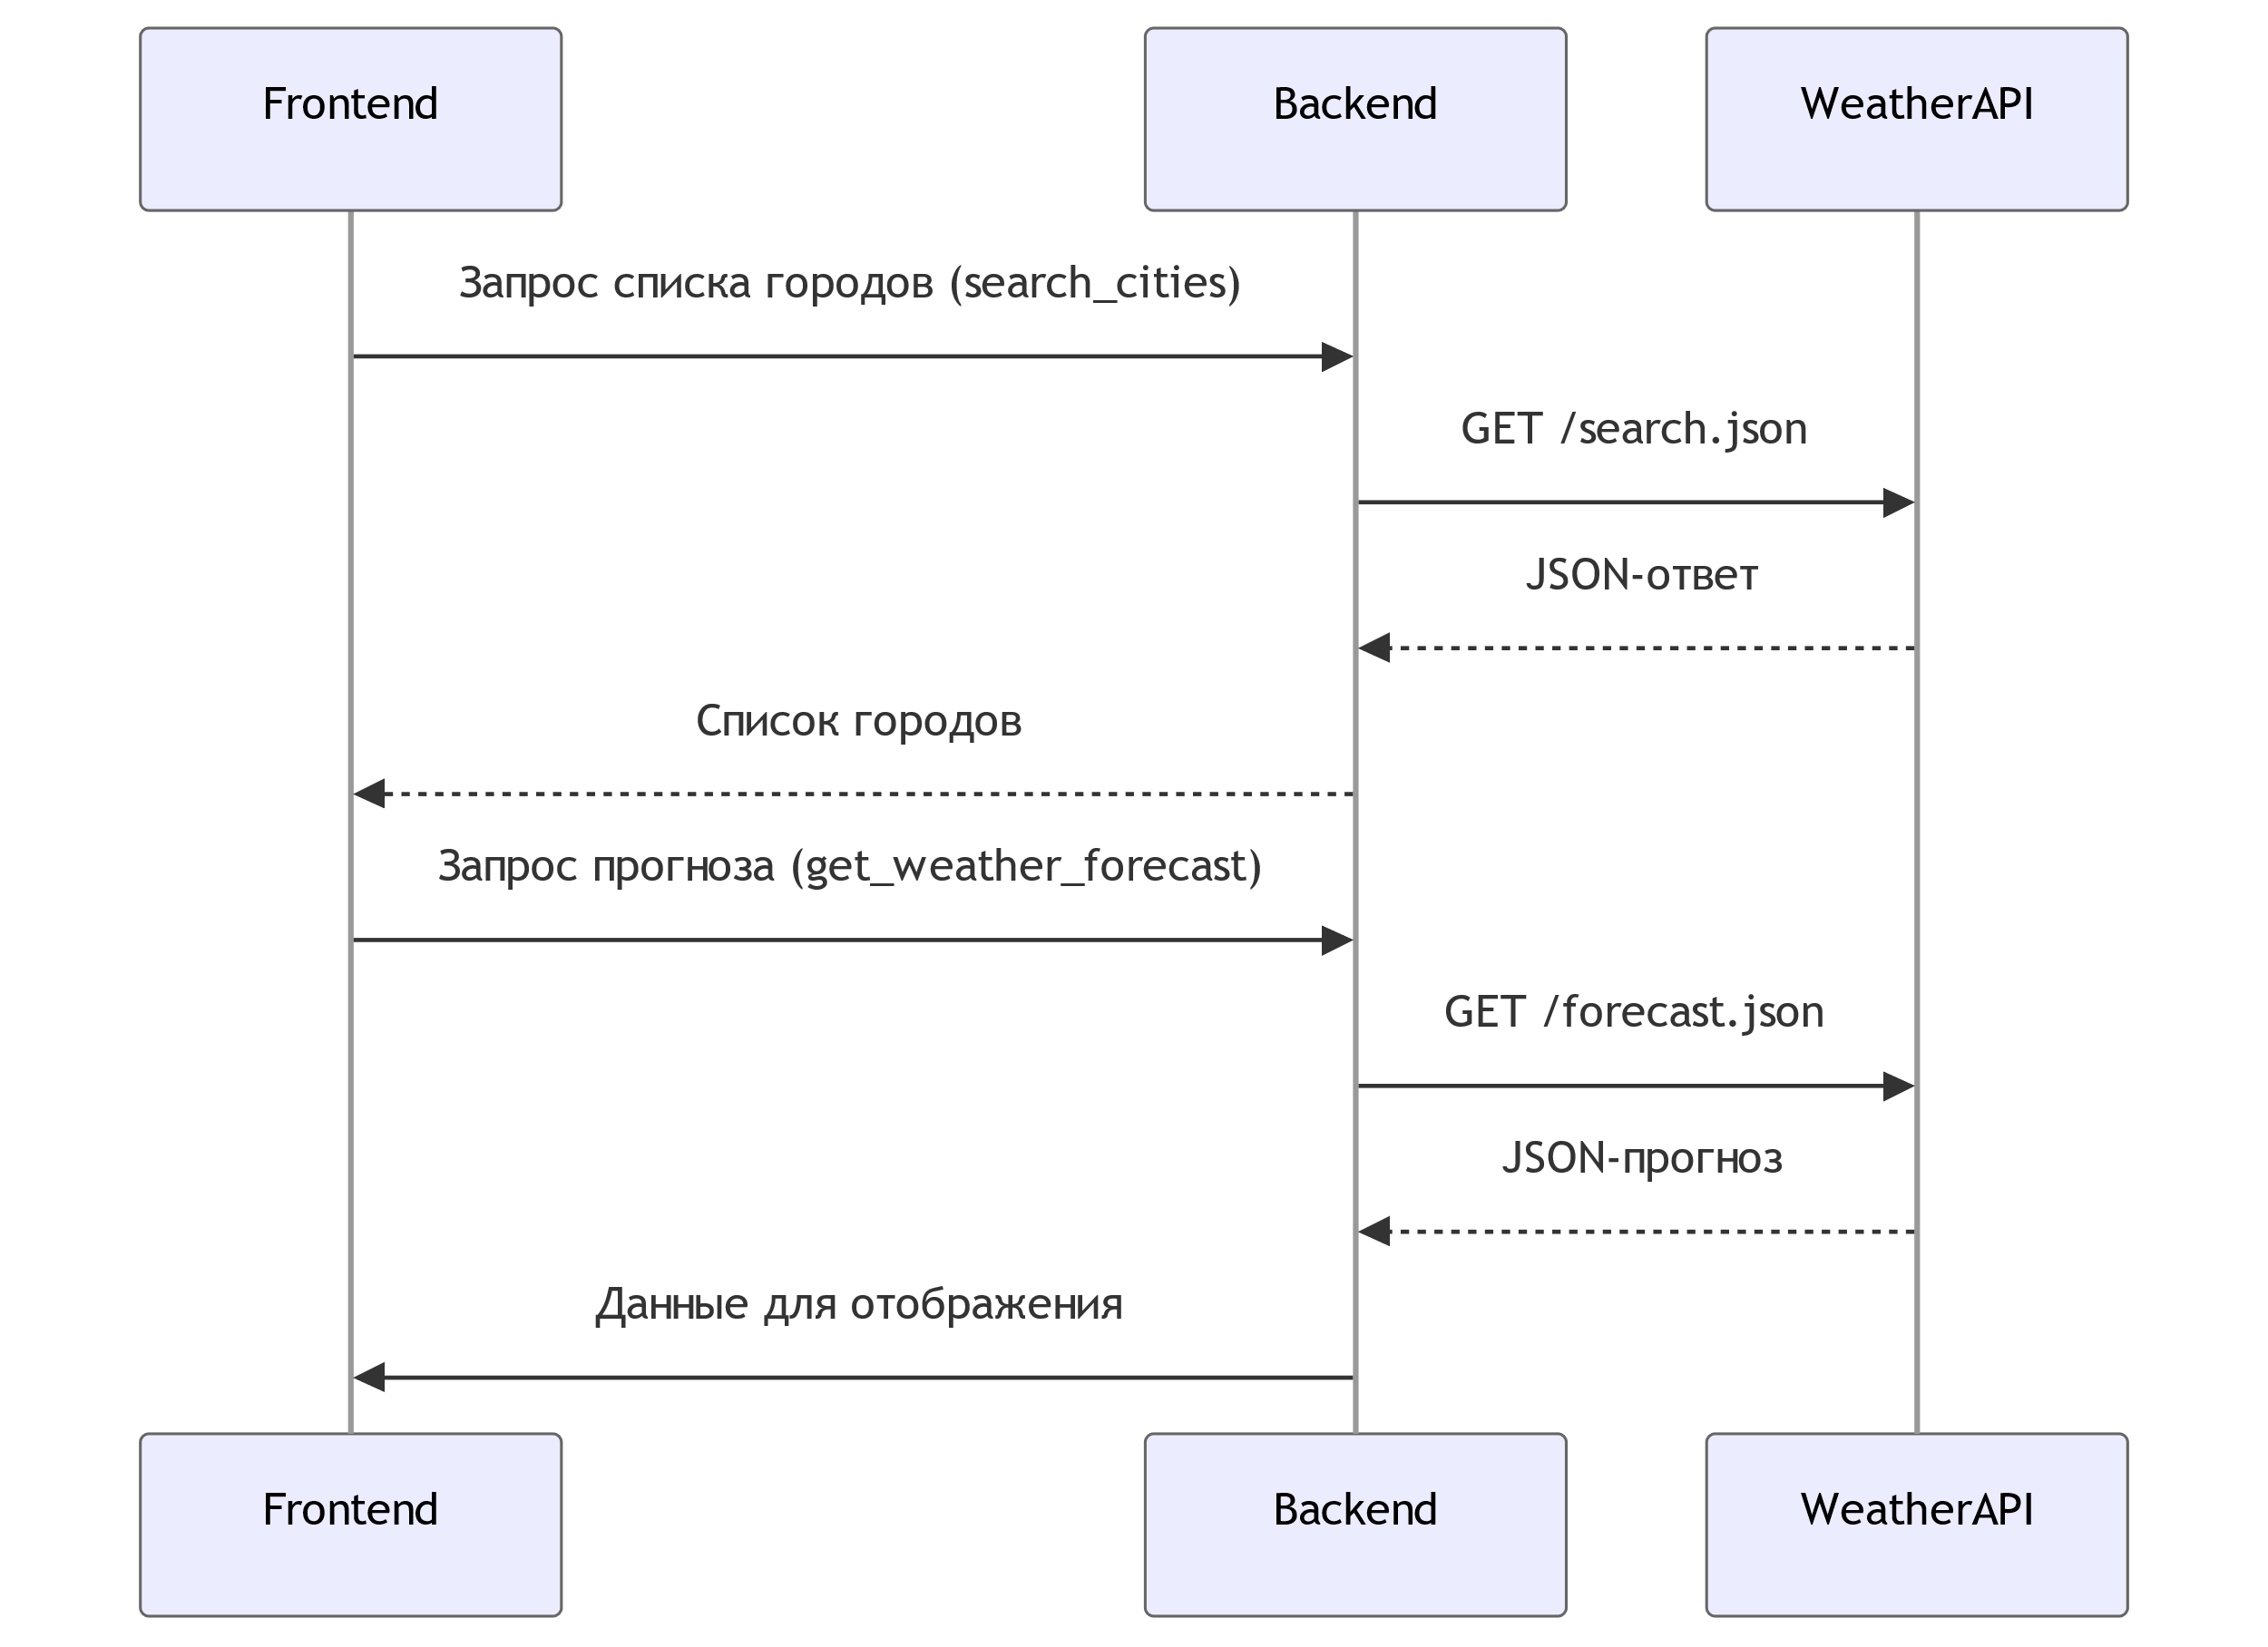 Frontend
Backend
WeatherAPI
Запрос списка городов (search_cities)
GET /search.json
JSON-ответ
Список городов
Запрос прогноза (get_weather_forecast)
GET /forecast.json
JSON-прогноз
Данные для отображения
Frontend
Backend
WeatherAPI